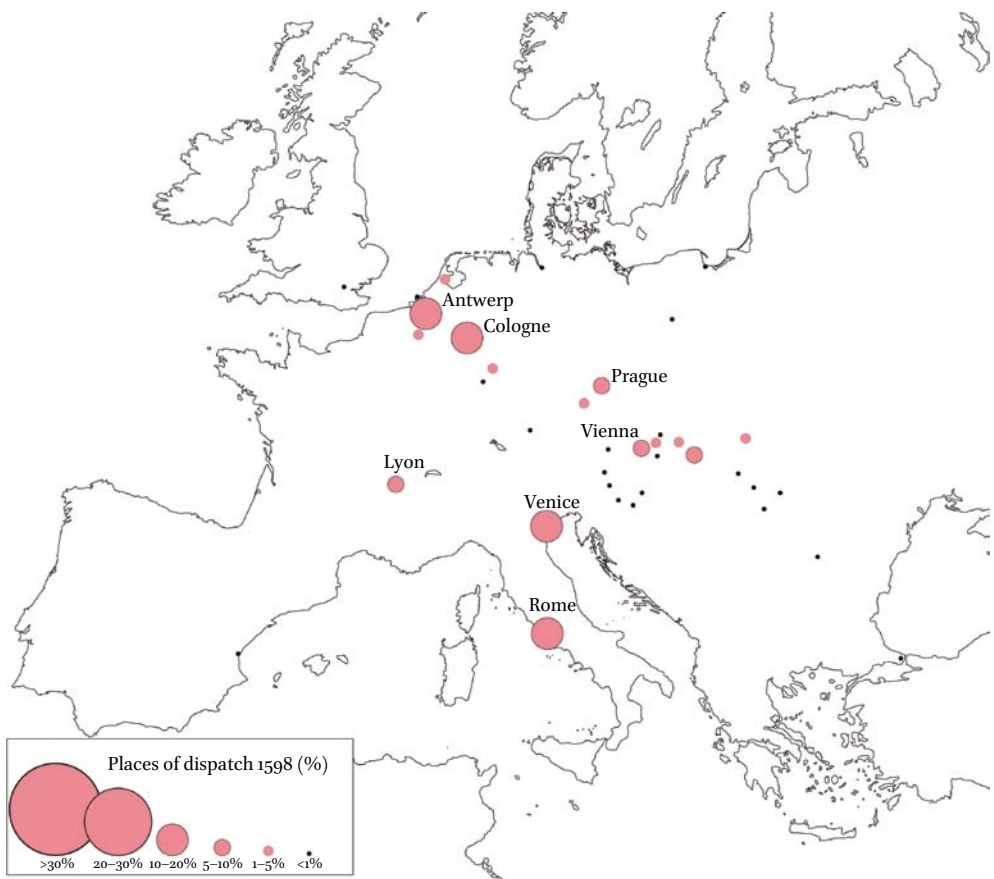 Antwerp
Cologne
Prague
Vienna
Lyon
Venice
Rome
Places of dispatch 1598 (%)
>30% 20–30% 10–20% 5–10% 1–5% <1%